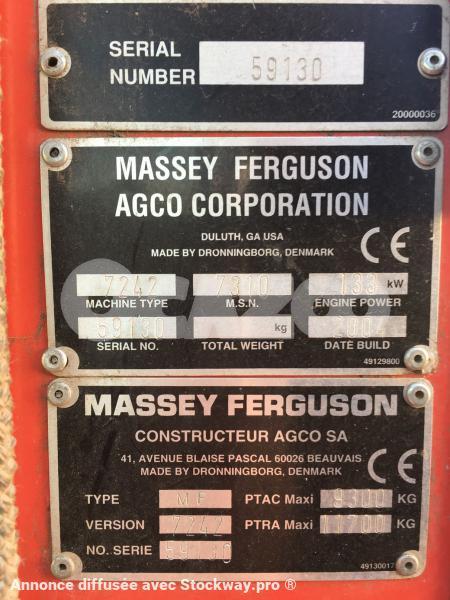 SERIAL
NUMBER 59130
20000036
MASSEY FERGUSON
AGCO CORPORATION
DULUTH, GA USA
MADE BY DRONNINGBORG, DENMARK
CE
7242 7310 133 kW
MACHINE TYPE M.S.N. ENGINE POWER
59130 kg 2004
SERIAL NO. TOTAL WEIGHT DATE BUILD
49129800
MASSEY FERGUSON
CONSTRUCTEUR AGCO SA
41, AVENUE BLAISE PASCAL 60026 BEAUVAIS
MADE BY DRONNINGBORG, DENMARK
CE
TYPE MF PTAC Maxi 9300 KG
VERSION 7242 PTRA Maxi 11700 KG
NO. SERIE 59130
49130017
Annonce diffusée avec Stockway.pro ®